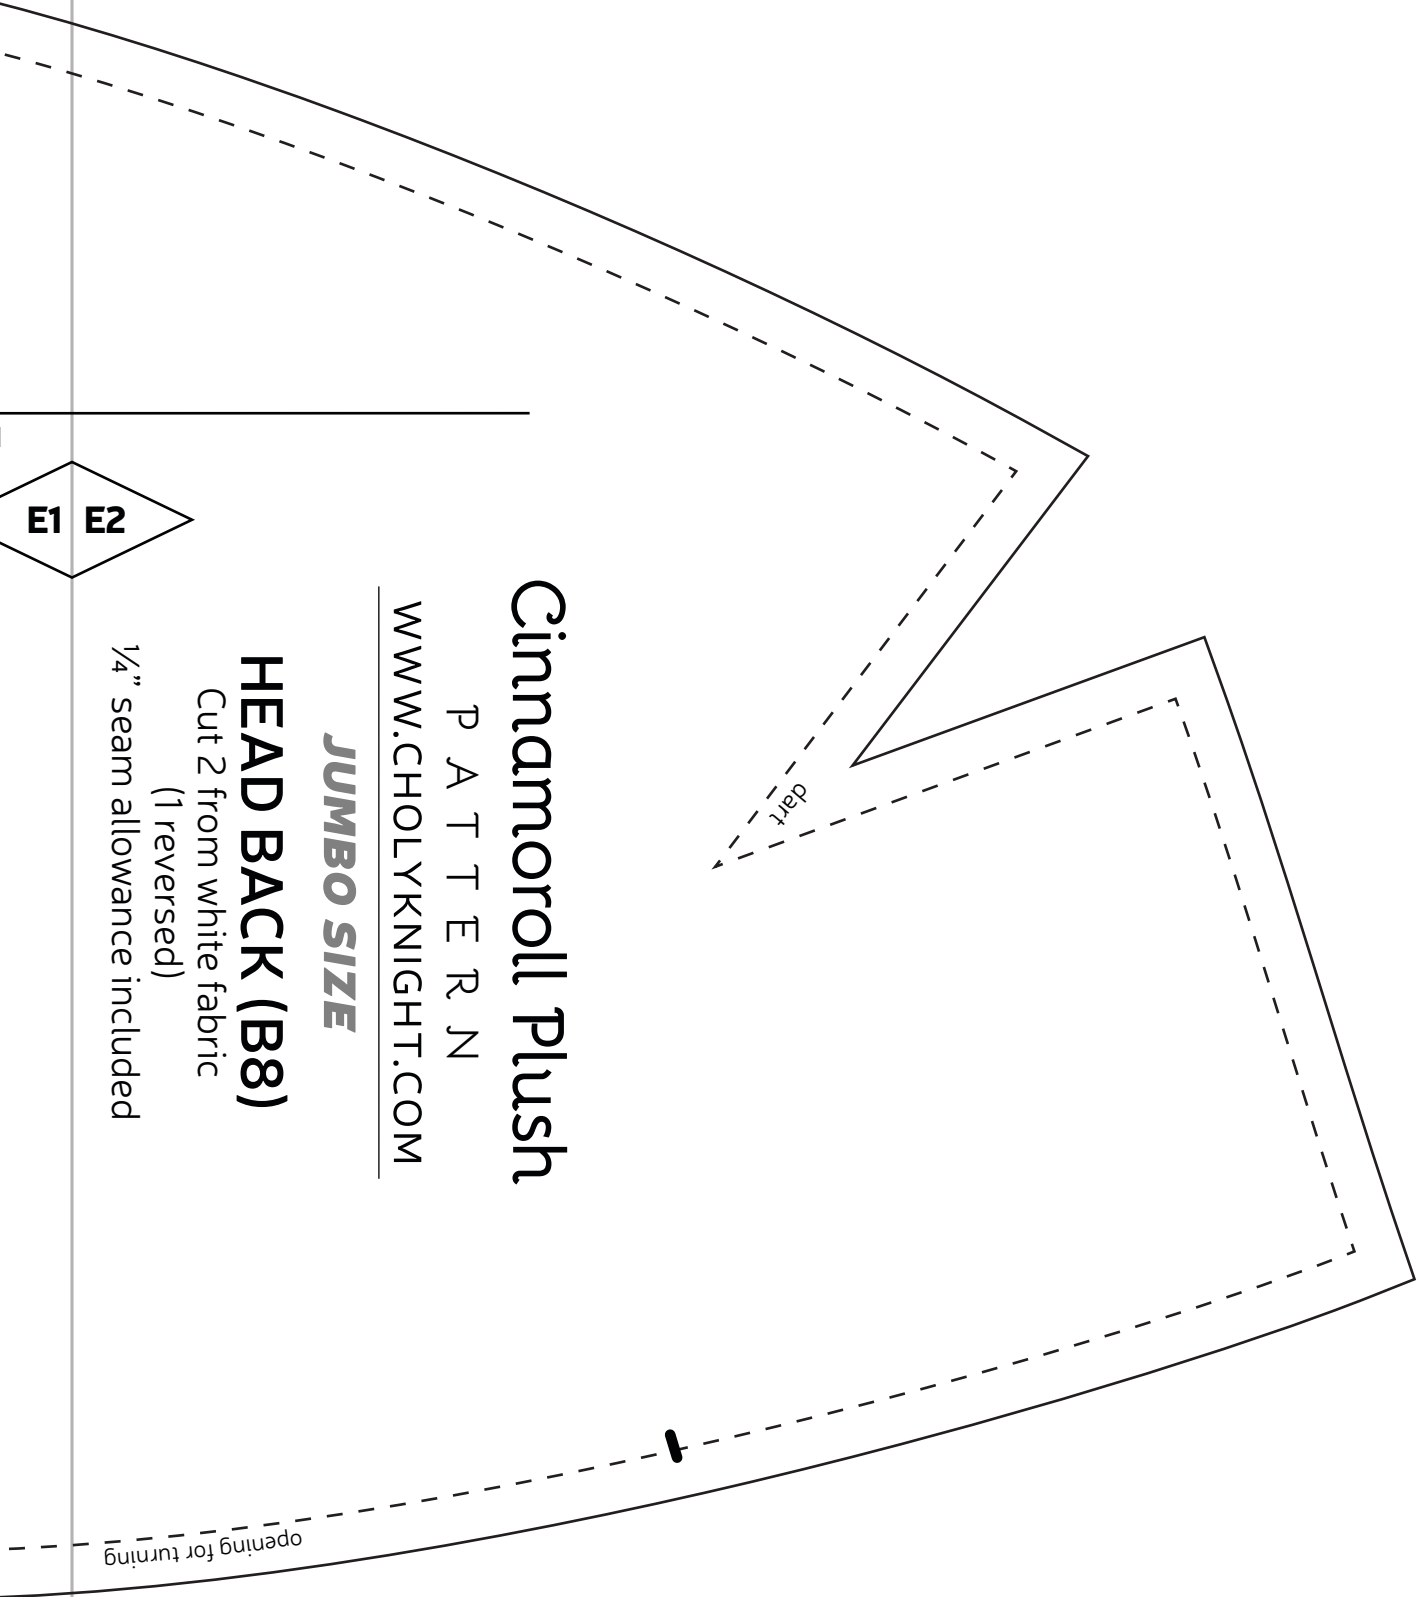 Cinnamoroll Plush
PATTERN
WWW.CHOLYKNIGHT.COM
JUMBO SIZE
HEAD BACK (B8)
Cut 2 from white fabric
(1 reversed)
¼” seam allowance included
E1 E2
dart
opening for turning